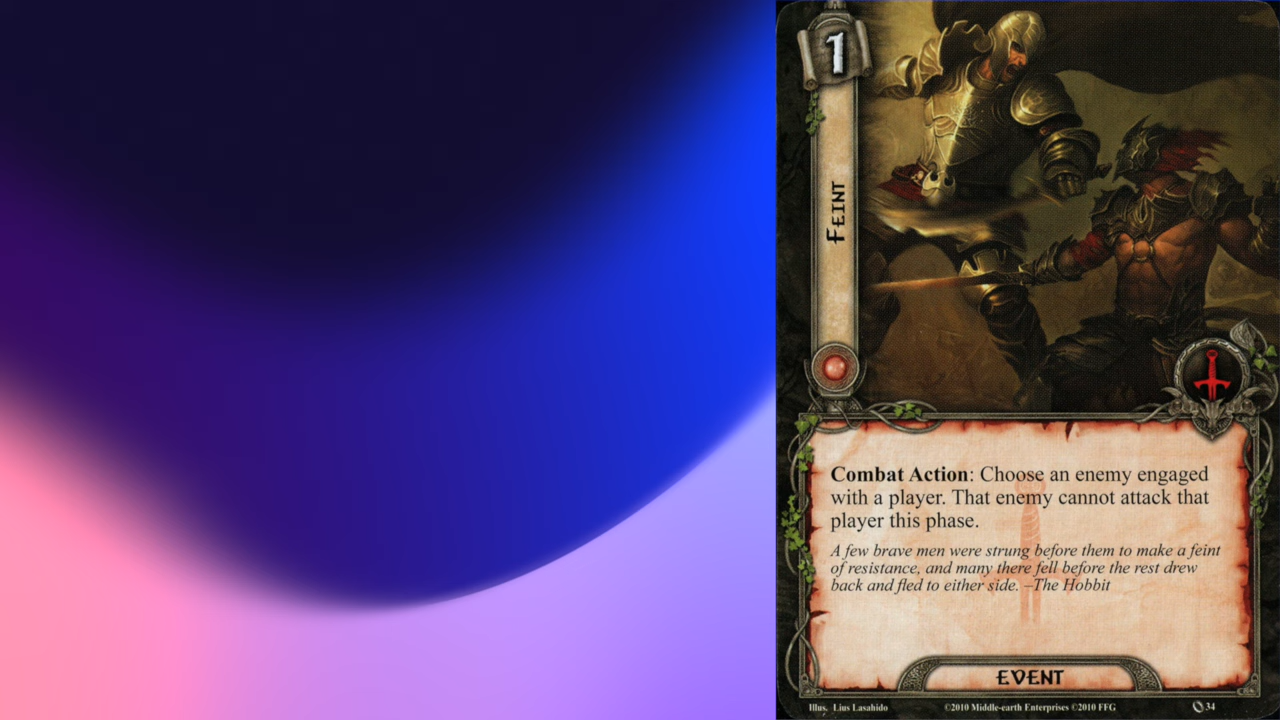 1
FEINT
Combat Action: Choose an enemy engaged
with a player. That enemy cannot attack that
player this phase.
A few brave men were strung before them to make a feint
of resistance, and many there fell before the rest drew
back and fled to either side. –The Hobbit
EVENT
Illus. Lius Lasahido ©2010 Middle-earth Enterprises ©2010 FFG 34